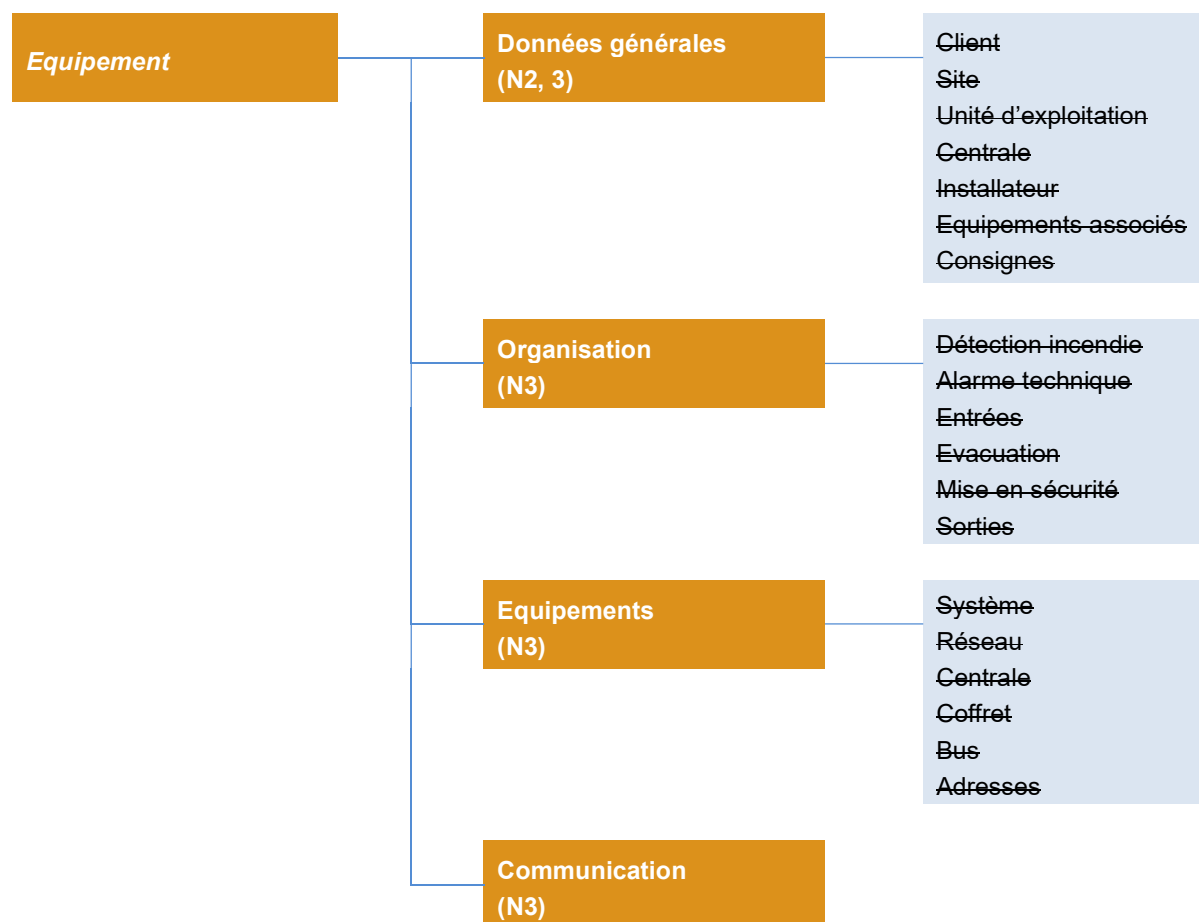 Equipement
Données générales
(N2, 3)
Client
Site
Unité d'exploitation
Centrale
Installateur
Equipements associés
Consignes
Organisation
(N3)
Détection incendie
Alarme technique
Entrées
Evacuation
Mise en sécurité
Sorties
Equipements
(N3)
Système
Réseau
Centrale
Coffret
Bus
Adresses
Communication
(N3)